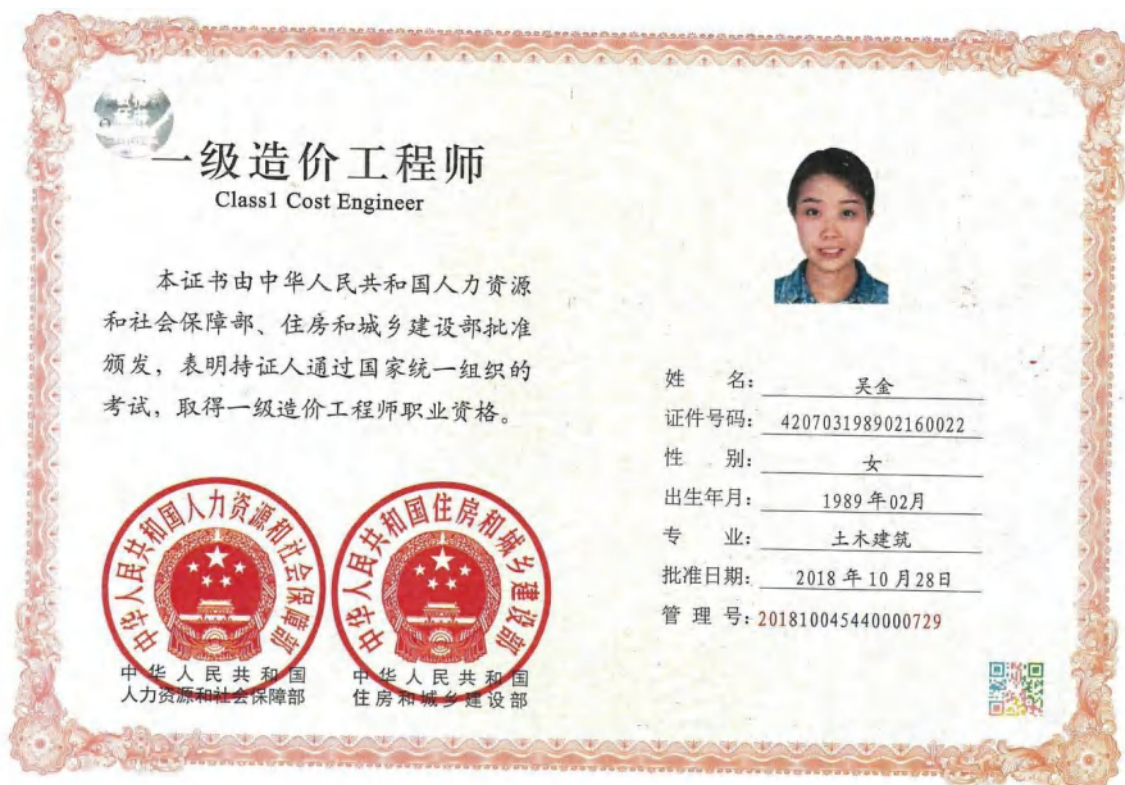 一级造价工程师
Class1 Cost Engineer
本证书由中华人民共和国人力资源
和社会保障部、住房和城乡建设部批准
颁发，表明持证人通过国家统一组织的
考试，取得一级造价工程师职业资格。
中华人民共和国人力资源和社会保障部
中华人民共和国住房和城乡建设部
中华人民共和国
人力资源和社会保障部
中华人民共和国
住房和城乡建设部
姓 名： 吴金
证件号码： 420703198902160022
性 别： 女
出生年月： 1989年02月
专 业： 土木建筑
批准日期： 2018年10月28日
管 理 号：201810045440000729